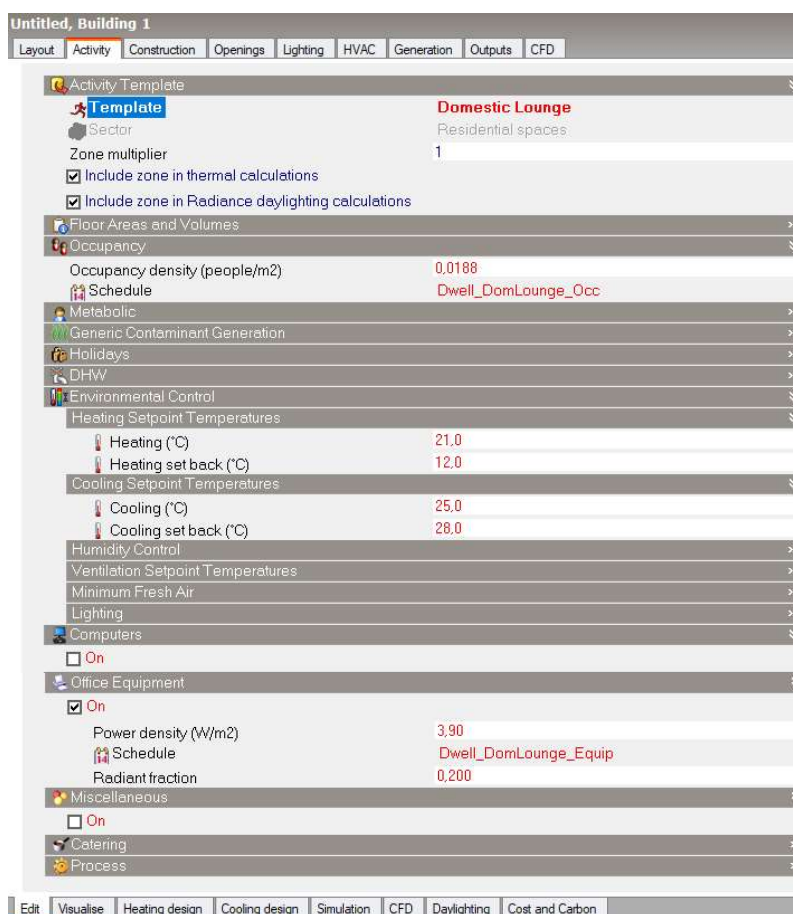 Untitled, Building 1
Layout Activity Construction Openings Lighting HVAC Generation Outputs CFD
Activity Template
Template Domestic Lounge
Sector Residential spaces
Zone multiplier 1
Include zone in thermal calculations
Include zone in Radiance daylighting calculations
Floor Areas and Volumes
Occupancy
Occupancy density (people/m2) 0,0188
14 Schedule Dwell_DomLounge_Occ
Metabolic
Generic Contaminant Generation
Holidays
DHW
Environmental Control
Heating Setpoint Temperatures
Heating (°C) 21,0
Heating set back (°C) 12,0
Cooling Setpoint Temperatures
Cooling (°C) 25,0
Cooling set back (°C) 28,0
Humidity Control
Ventilation Setpoint Temperatures
Minimum Fresh Air
Lighting
Computers
On
Office Equipment
On
Power density (W/m2) 3,90
14 Schedule Dwell_DomLounge_Equip
Radiant fraction 0,200
Miscellaneous
On
Catering
Process
Edit Visualise Heating design Cooling design Simulation CFD Daylighting Cost and Carbon